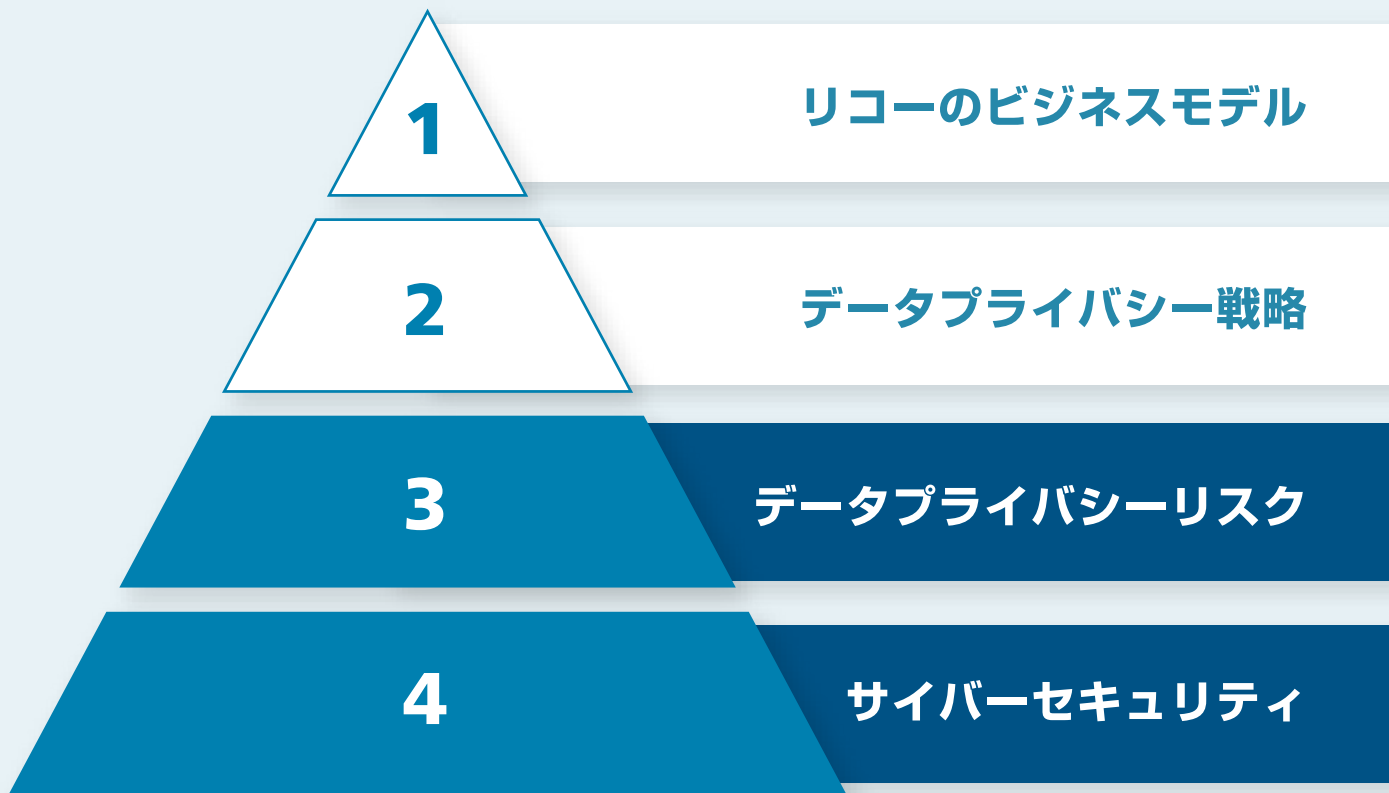 1
リコーのビジネスモデル
2
データプライバシー戦略
3
データプライバシーリスク
4
サイバーセキュリティ